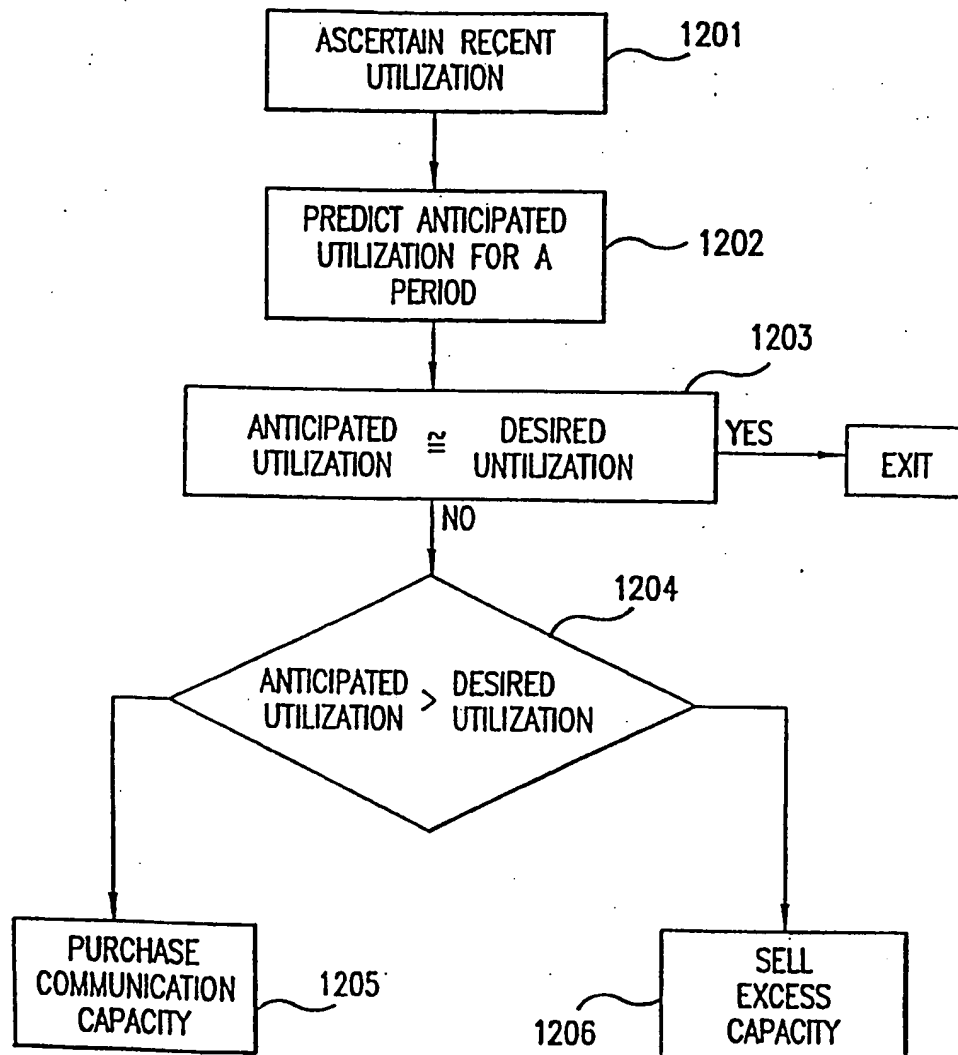 ASCERTAIN RECENT
UTILIZATION
1201
PREDICT ANTICIPATED
UTILIZATION FOR A
PERIOD
1202
1203
ANTICIPATED ≅ DESIRED
UTILIZATION UNTILIZATION
YES
EXIT
NO
1204
ANTICIPATED > DESIRED
UTILIZATION UTILIZATION
PURCHASE
COMMUNICATION
CAPACITY
1205
SELL
EXCESS
CAPACITY
1206